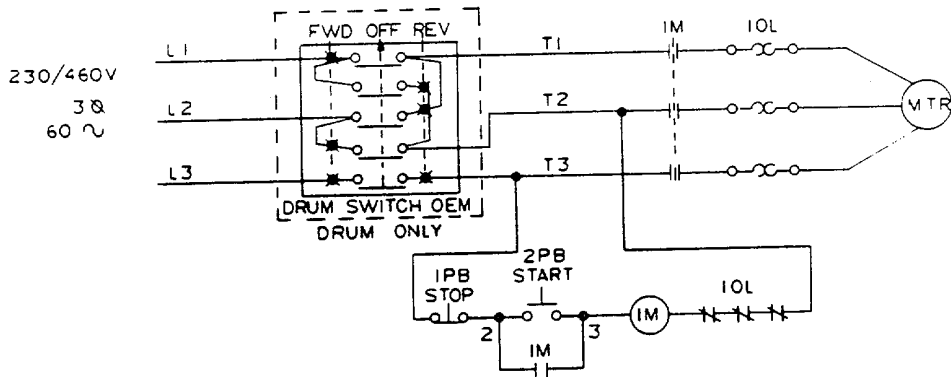 FWD OFF REV
L1
T1
1M
1OL
230/460V
3 Ø
60 ~
L2
T2
MTR
L3
T3
DRUM SWITCH OEM
DRUM ONLY
1PB
STOP
2PB
START
1OL
2
3
1M
1M